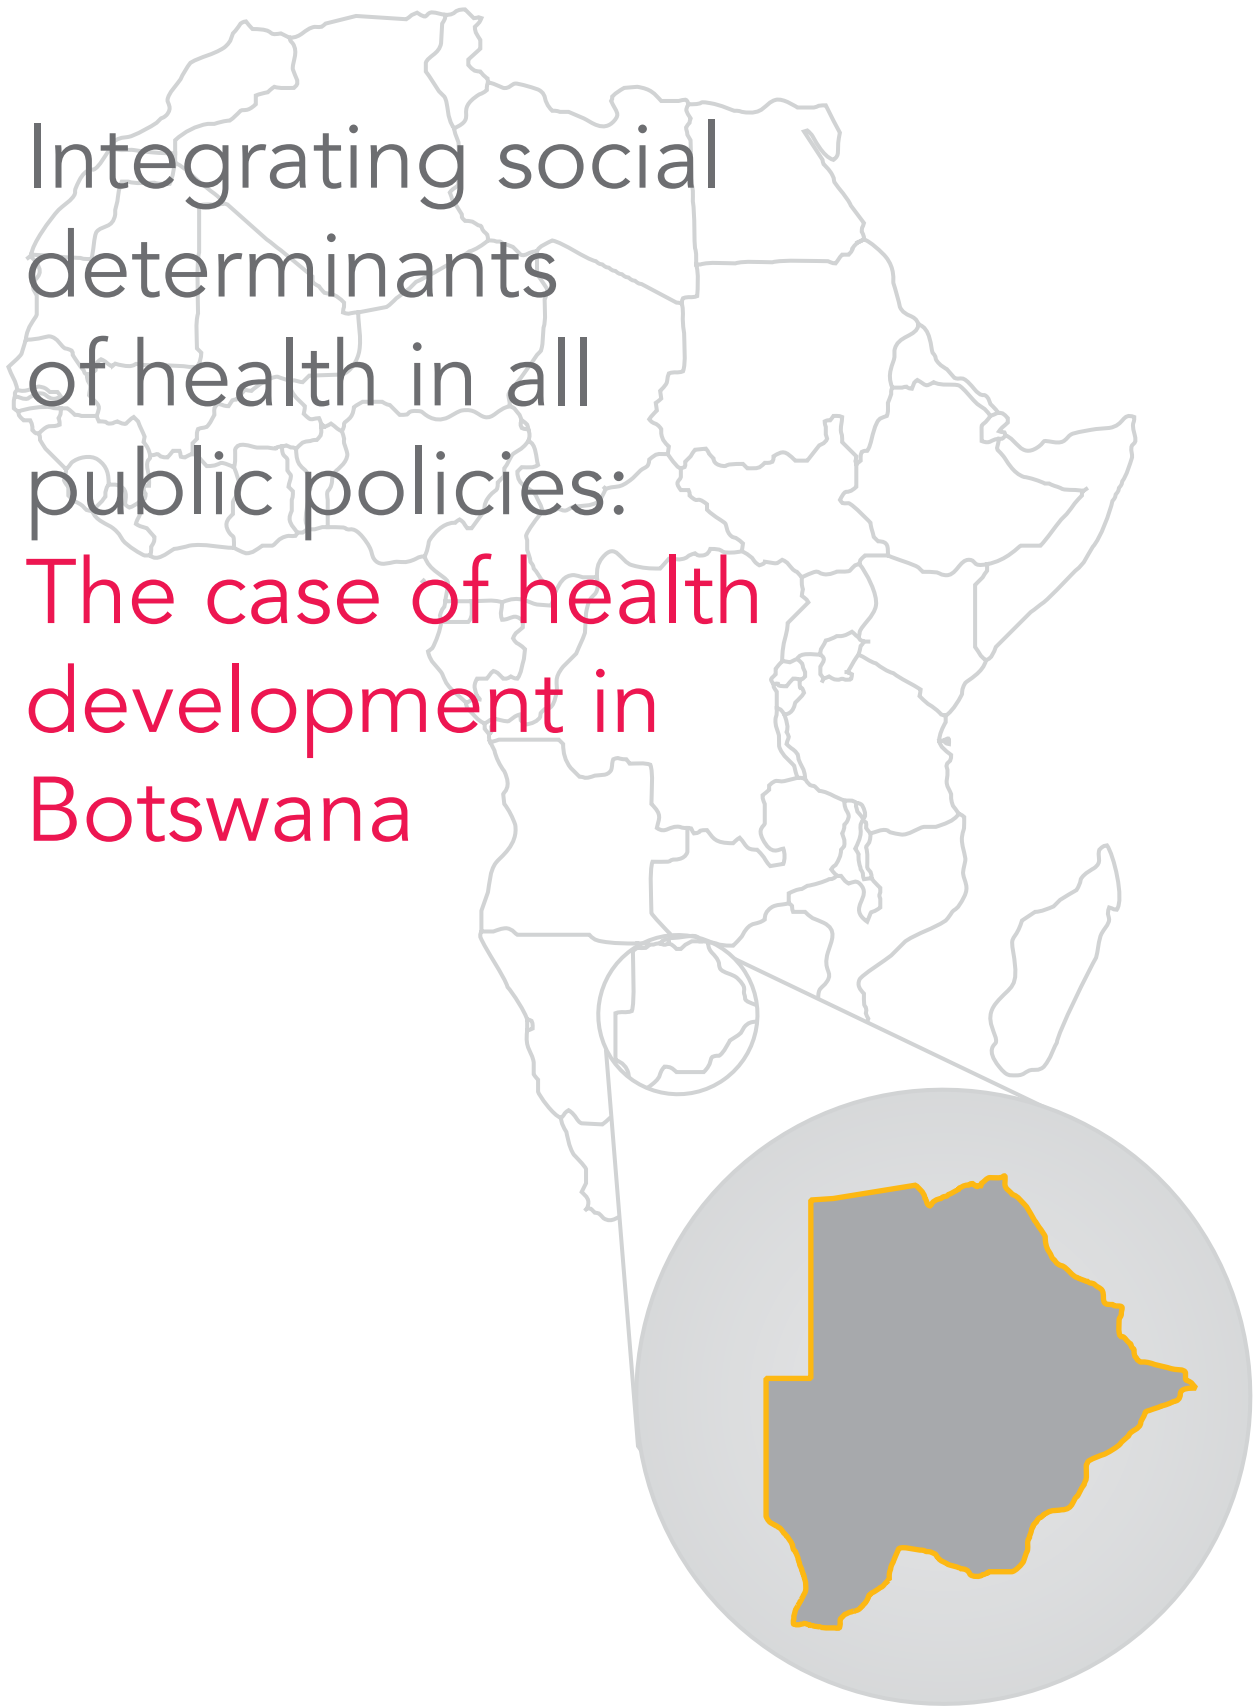 Integrating social
determinants
of health in all
public policies:
The case of health
development in
Botswana